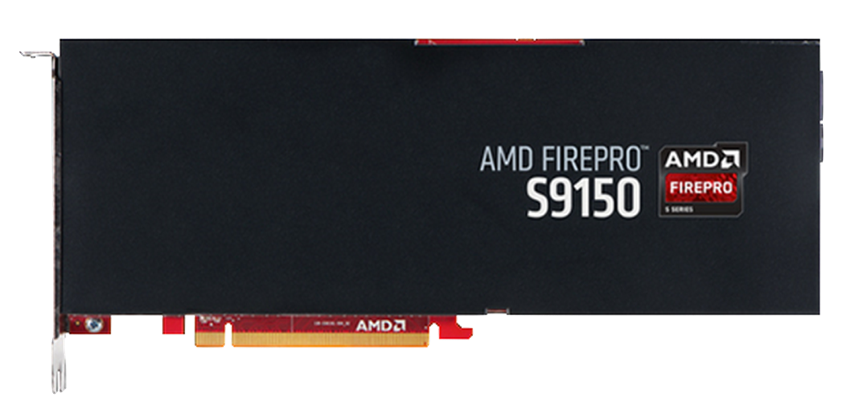 AMD FIREPRO™
S9150
AMD
FIREPRO
S SERIES
AMD